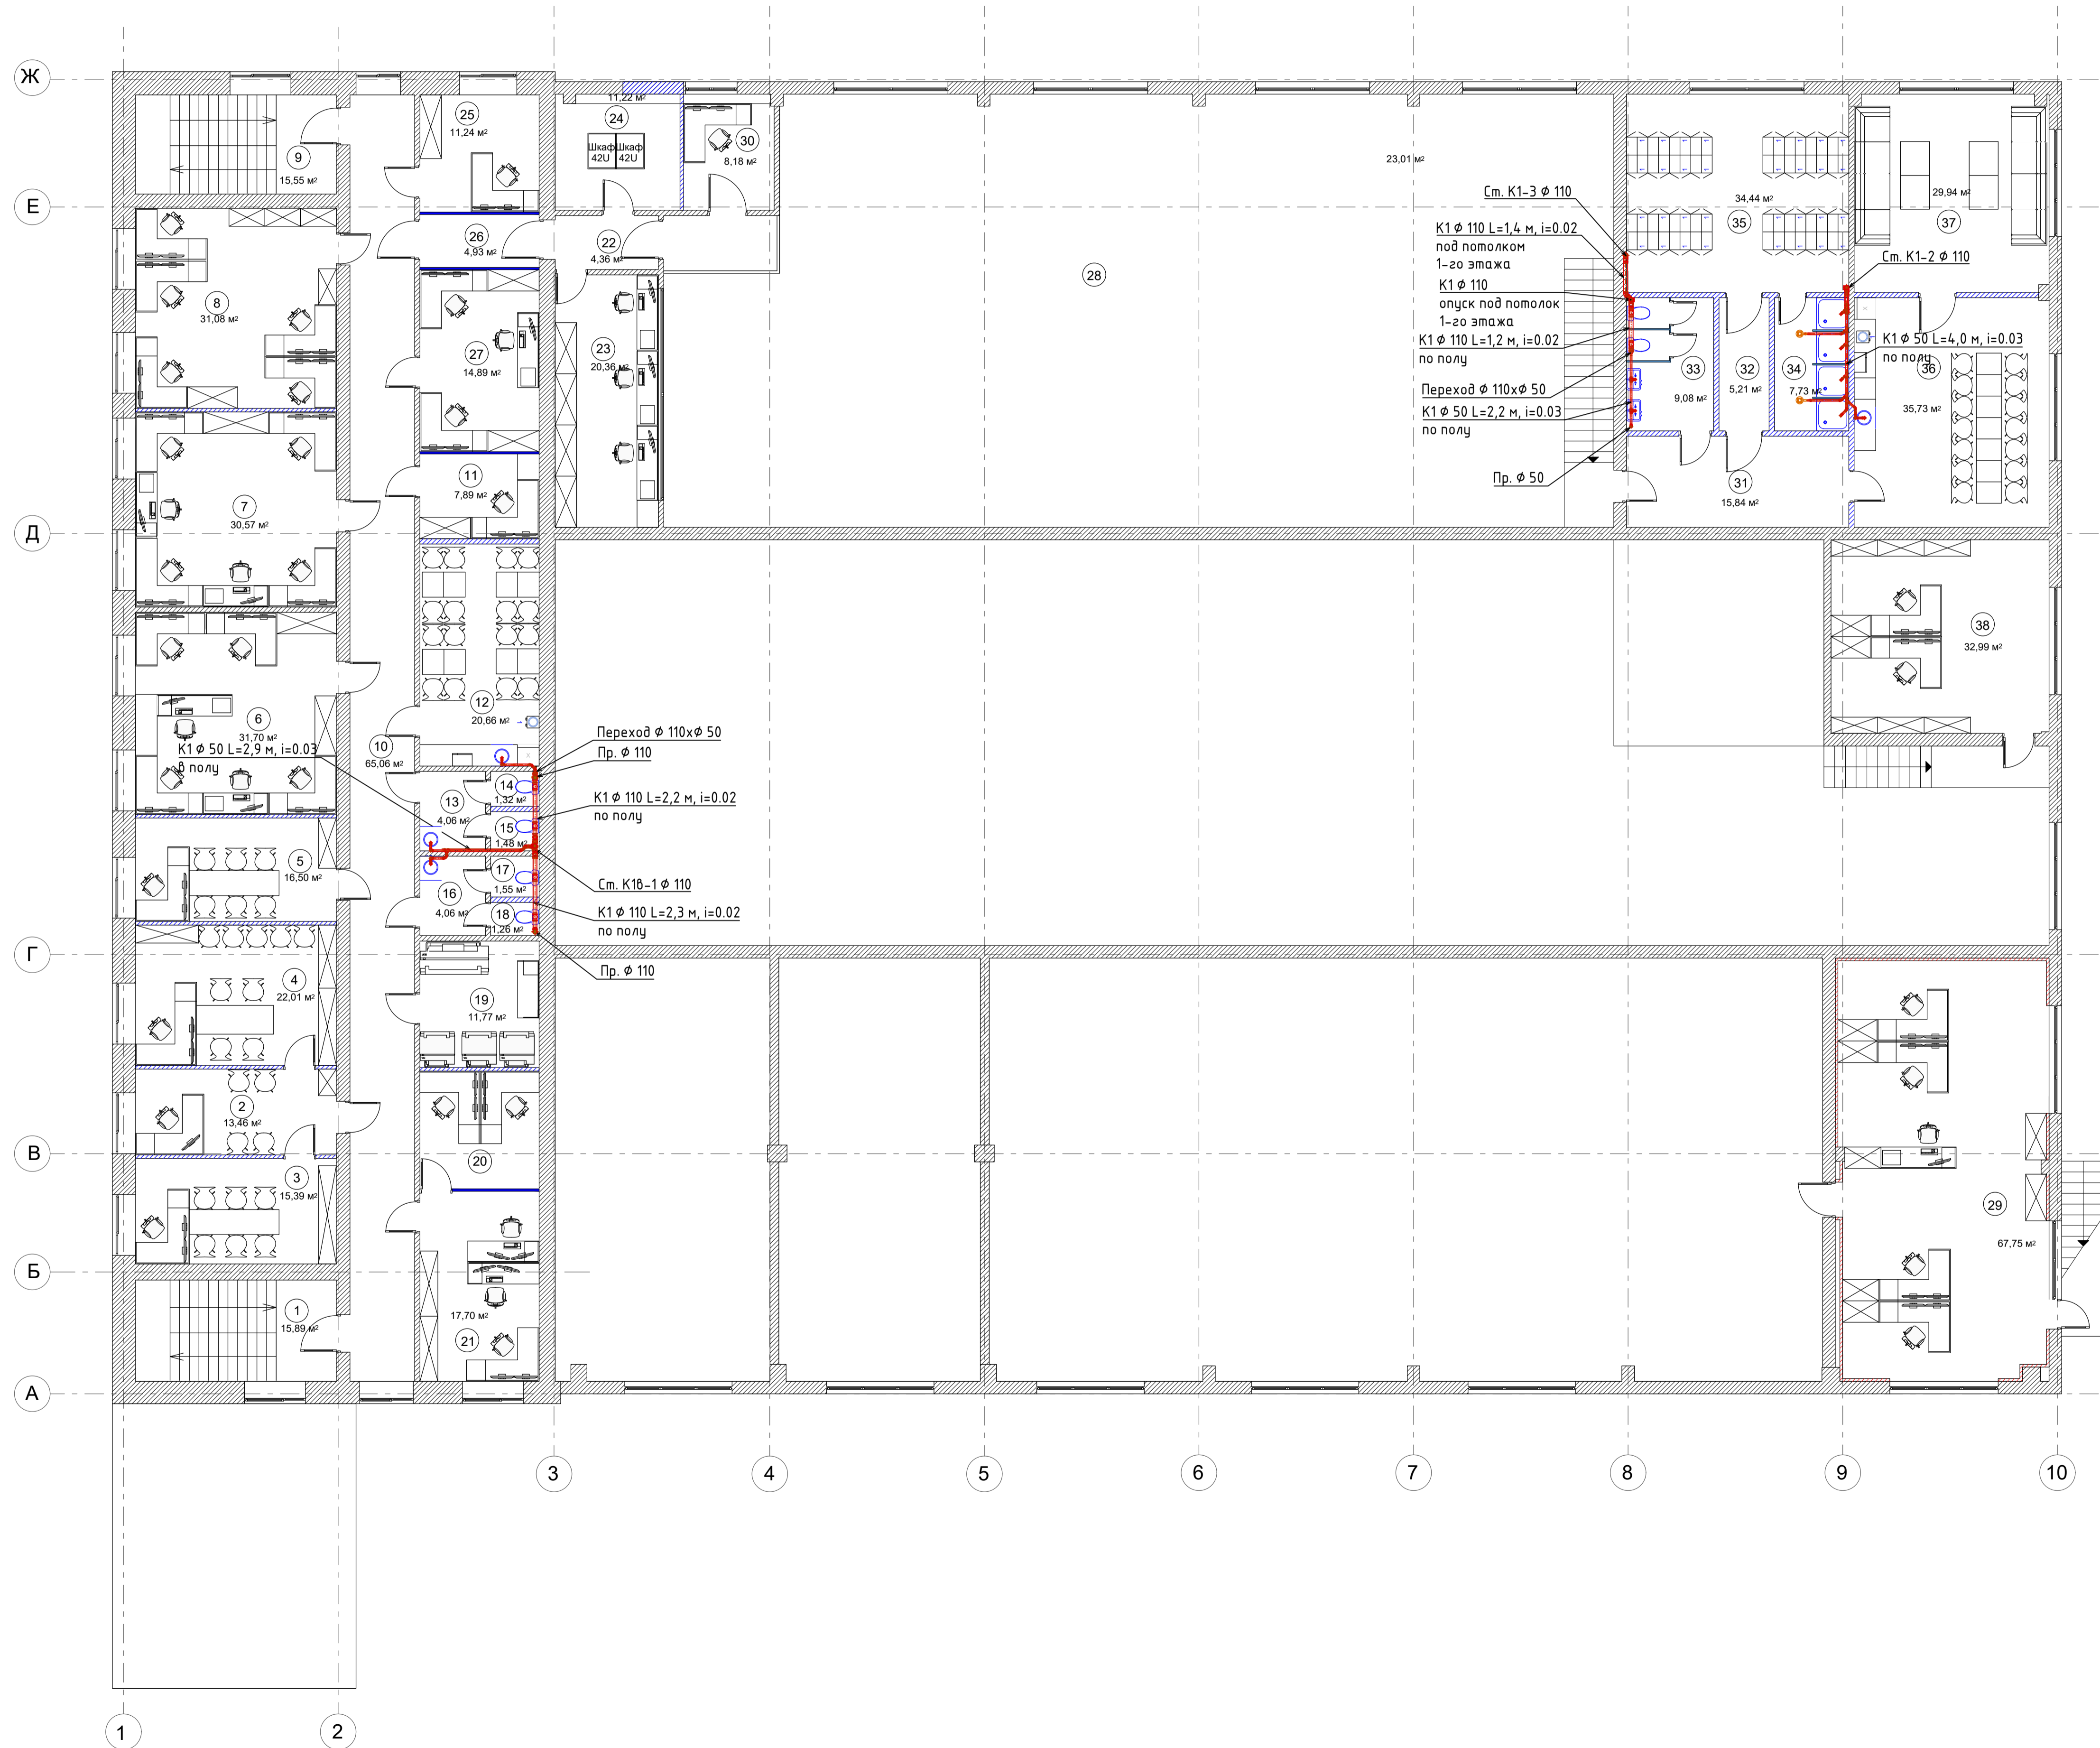 Ж
Е
Д
Г
В
Б
А
9
15,55 м²
25
11,24 м²
11,22 м²
24
Шкаф 42U
Шкаф 42U
30
8,18 м²
26
4,93 м²
22
4,36 м²
8
31,08 м²
27
14,89 м²
23
20,36 м²
28
23,01 м²
Ст. К1-3 ϕ 110
К1 ϕ 110 L=1,4 м, i=0.02
под потолком
1-го этажа
К1 ϕ 110
опуск под потолок
1-го этажа
К1 ϕ 110 L=1,2 м, i=0.02
по полу
Переход ϕ 110хϕ 50
К1 ϕ 50 L=2,2 м, i=0.03
по полу
Пр. ϕ 50
34,44 м²
35
29,94 м²
37
Ст. К1-2 ϕ 110
К1 ϕ 50 L=4,0 м, i=0.03
по полу
36
35,73 м²
33
9,08 м²
32
5,21 м²
34
7,73 м²
31
15,84 м²
11
7,89 м²
7
30,57 м²
38
32,99 м²
12
20,66 м²
6
31,70 м²
К1 ϕ 50 L=2,9 м, i=0.03
в полу
10
65,06 м²
Переход ϕ 110хϕ 50
Пр. ϕ 110
14
1,32 м²
13
4,06 м²
К1 ϕ 110 L=2,2 м, i=0.02
по полу
15
1,48 м²
5
16,50 м²
17
1,55 м²
16
4,06 м²
18
1,26 м²
Ст. К1в-1 ϕ 110
К1 ϕ 110 L=2,3 м, i=0.02
по полу
Пр. ϕ 110
4
22,01 м²
19
11,77 м²
2
13,46 м²
20
3
15,39 м²
29
67,75 м²
1
15,89 м²
17,70 м²
21
3
4
5
6
7
8
9
10
1
2